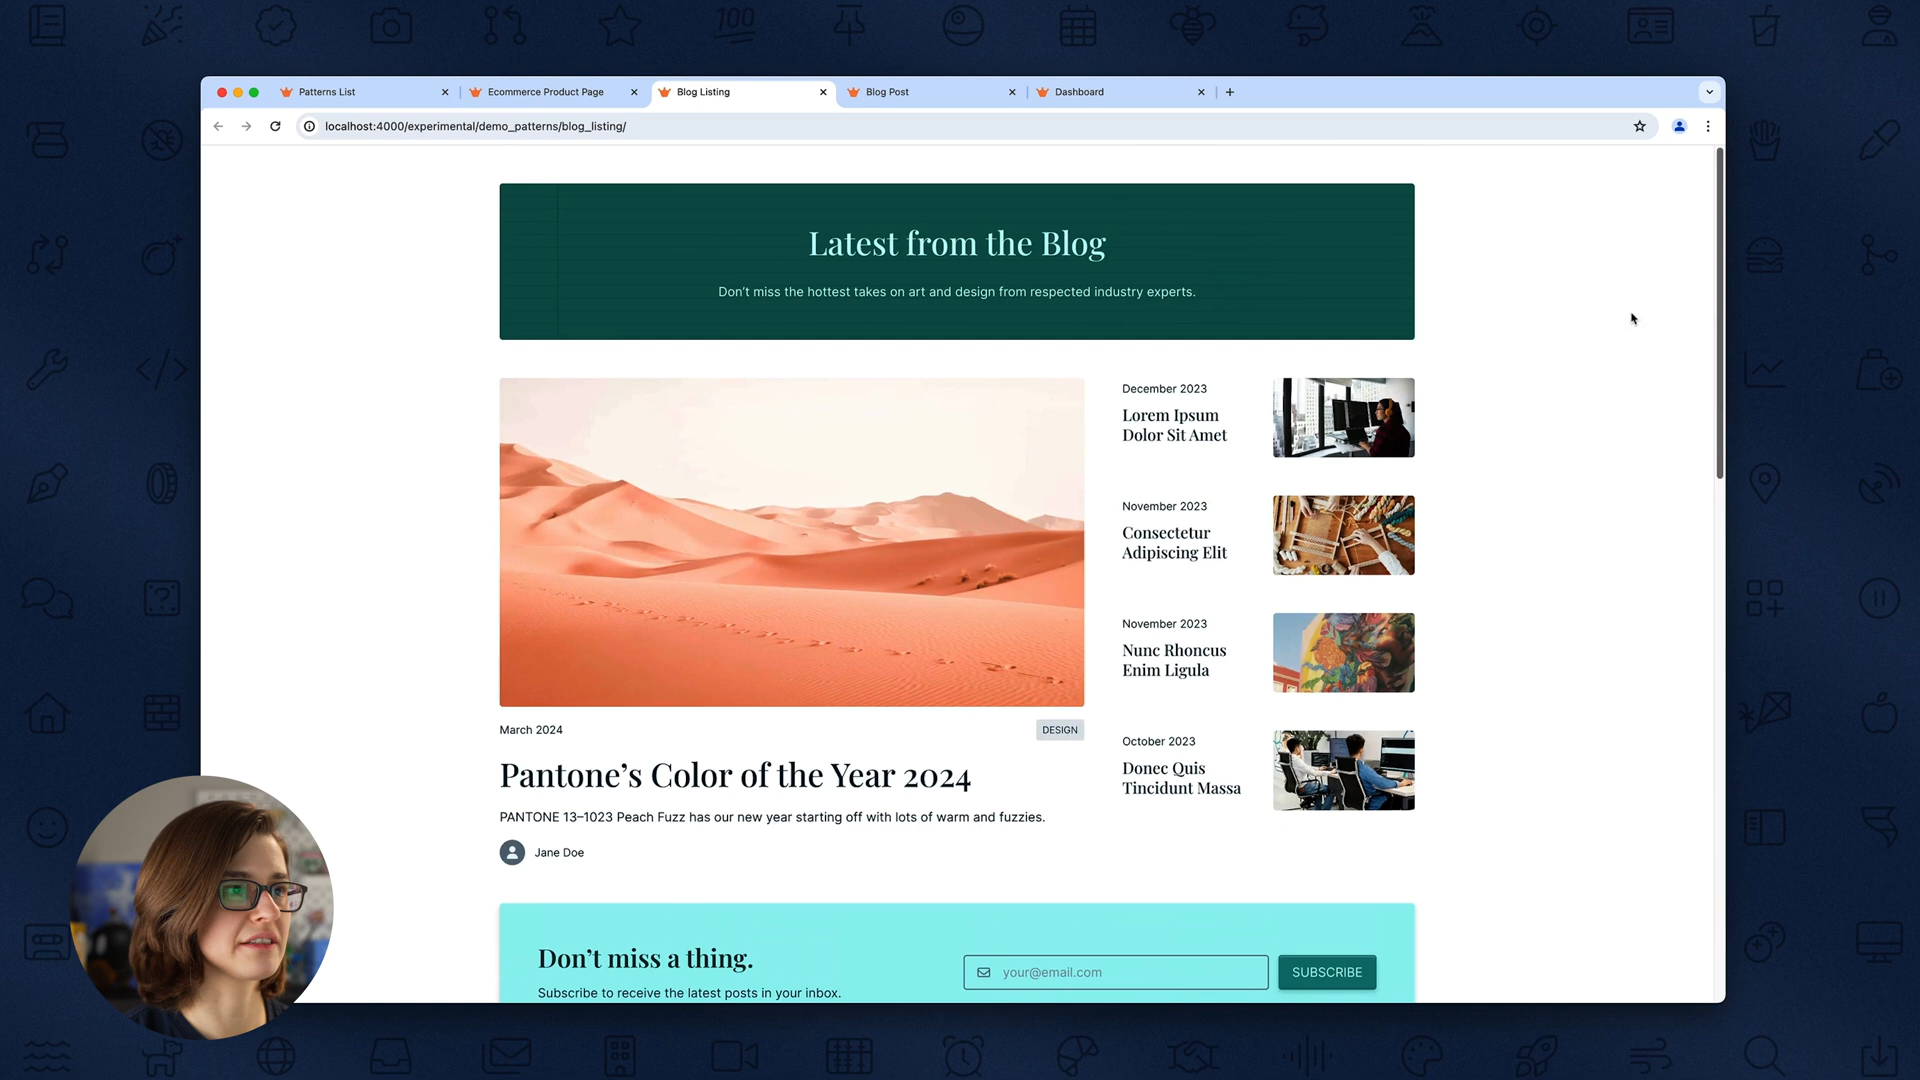 Patterns List
Ecommerce Product Page
Blog Listing
Blog Post
Dashboard
localhost:4000/experimental/demo_patterns/blog_listing/
Latest from the Blog
Don’t miss the hottest takes on art and design from respected industry experts.
March 2024
DESIGN
Pantone’s Color of the Year 2024
PANTONE 13–1023 Peach Fuzz has our new year starting off with lots of warm and fuzzies.
Jane Doe
December 2023
Lorem Ipsum
Dolor Sit Amet
November 2023
Consectetur
Adipiscing Elit
November 2023
Nunc Rhoncus
Enim Ligula
October 2023
Donec Quis
Tincidunt Massa
Don’t miss a thing.
Subscribe to receive the latest posts in your inbox.
your@email.com
SUBSCRIBE
100